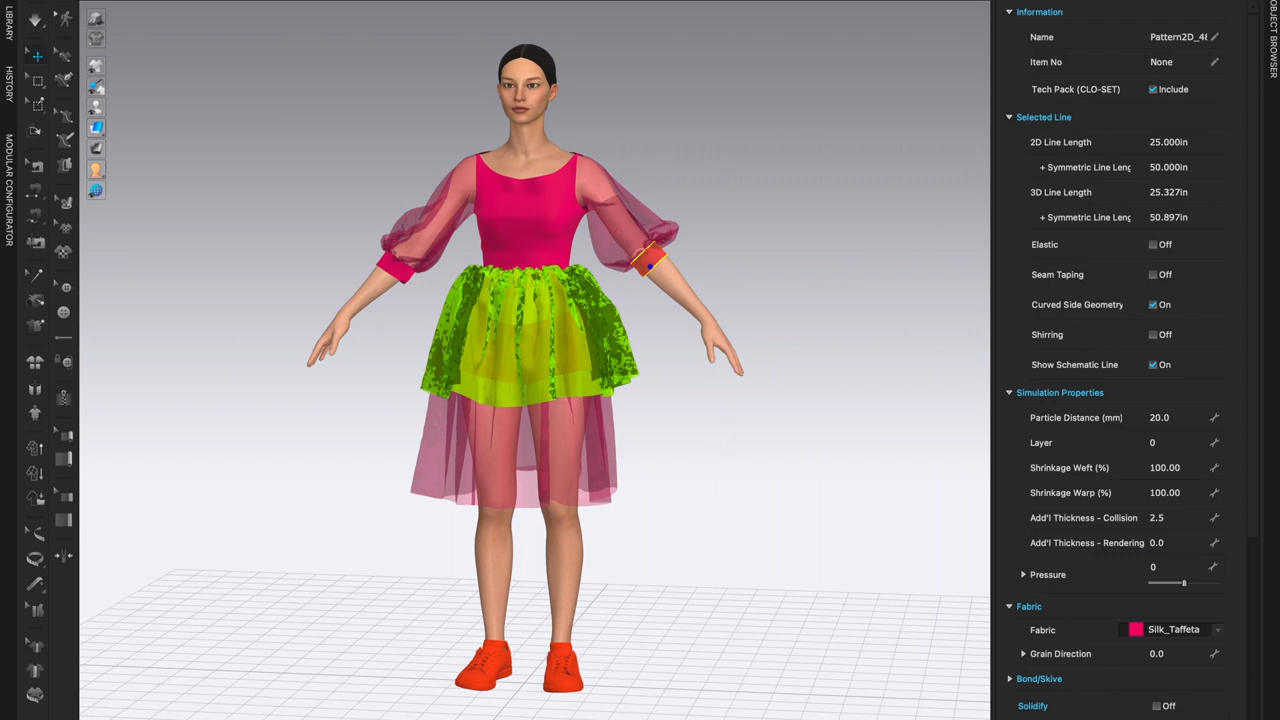 LIBRARY
HISTORY
MODULAR CONFIGURATOR
OBJECT BROWSER
Information
Name Pattern2D_48
Item No None
Tech Pack (CLO-SET) Include
Selected Line
2D Line Length 25.000in
+ Symmetric Line Leng 50.000in
3D Line Length 25.327in
+ Symmetric Line Leng 50.897in
Elastic Off
Seam Taping Off
Curved Side Geometry On
Shirring Off
Show Schematic Line On
Simulation Properties
Particle Distance (mm) 20.0
Layer 0
Shrinkage Weft (%) 100.00
Shrinkage Warp (%) 100.00
Add'l Thickness - Collision 2.5
Add'l Thickness - Rendering 0.0
Pressure 0
Fabric
Fabric Silk_Taffeta
Grain Direction 0.0
Bond/Skive
Solidify Off